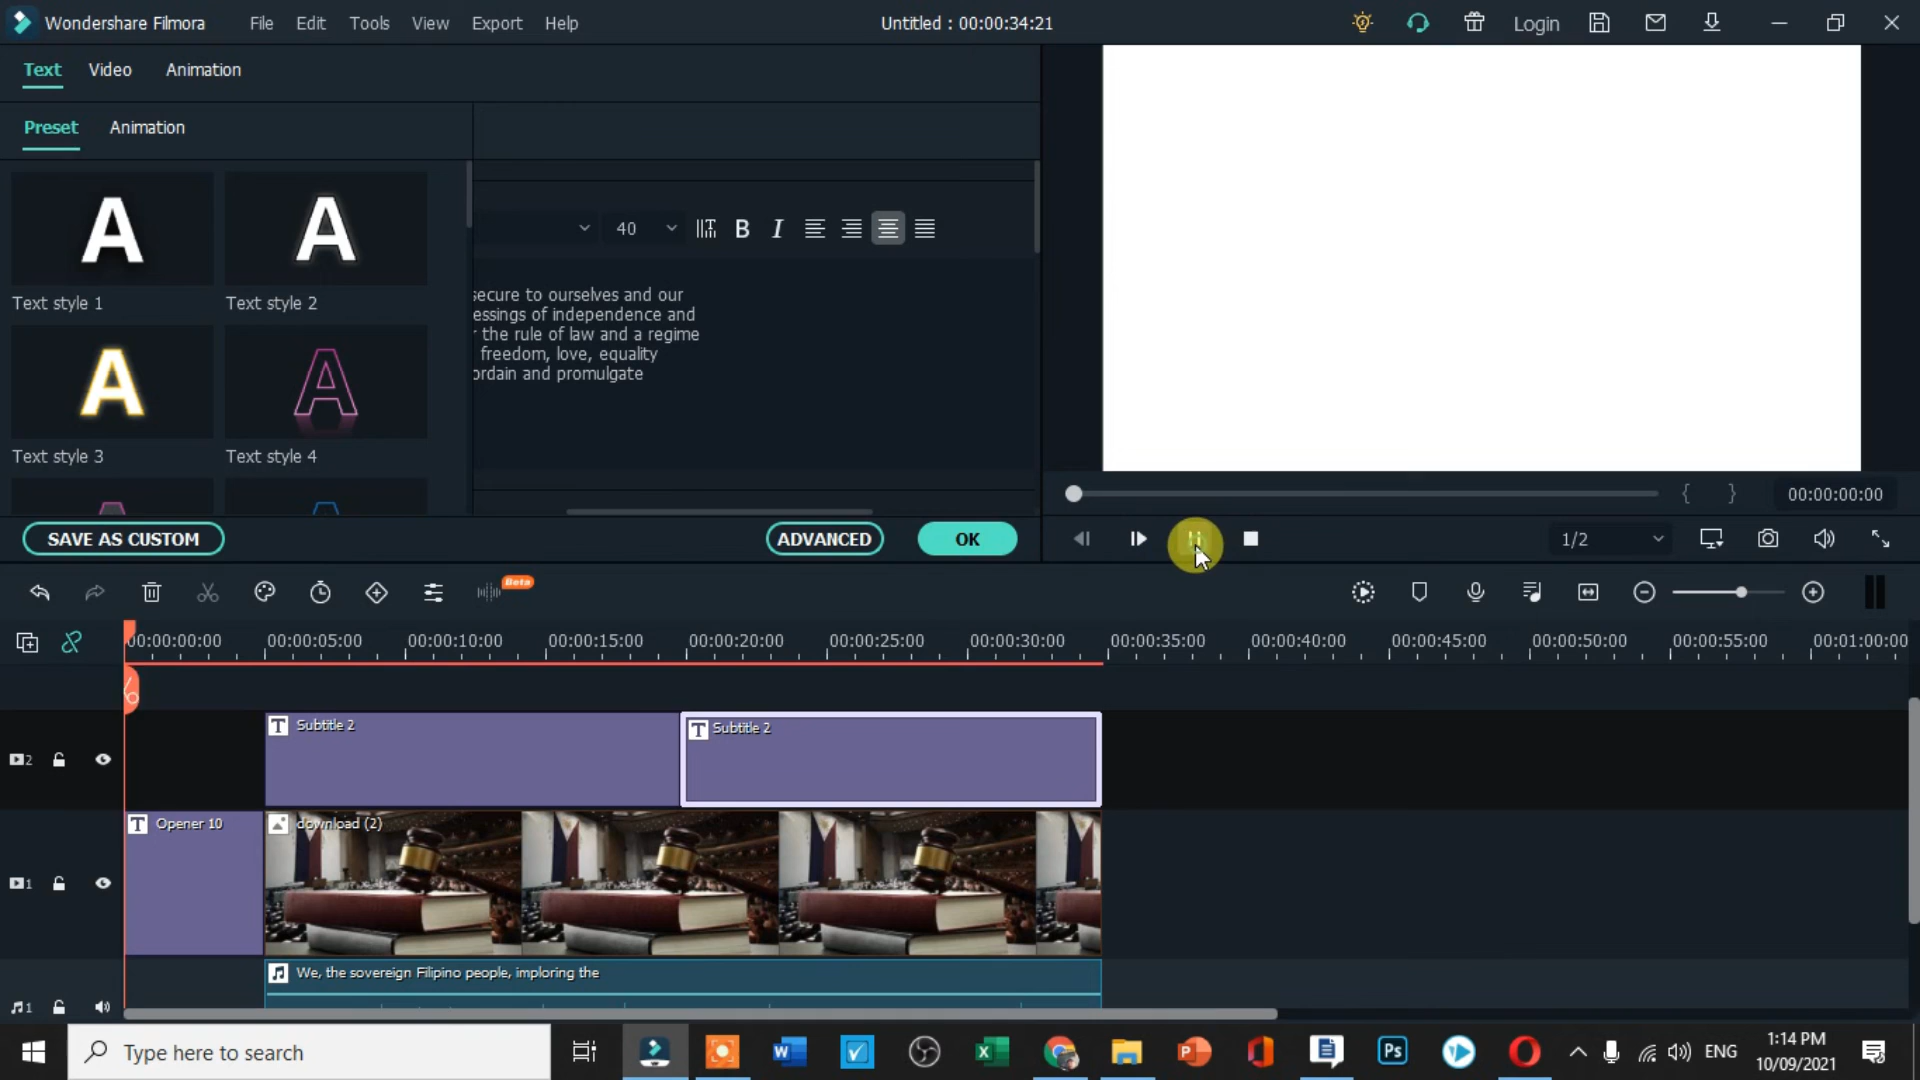 Wondershare Filmora File Edit Tools View Export Help Untitled : 00:00:34:21 Login
Text Video Animation
Preset Animation
A A
Text style 1 Text style 2
40
A A
Text style 3 Text style 4
secure to ourselves and our
essings of independence and
the rule of law and a regime
freedom, love, equality
ordain and promulgate
{ } 00:00:00:00
SAVE AS CUSTOM ADVANCED OK 1/2
Beta
00:00:00:00 00:00:05:00 00:00:10:00 00:00:15:00 00:00:20:00 00:00:25:00 00:00:30:00 00:00:35:00 00:00:40:00 00:00:45:00 00:00:50:00 00:00:55:00 00:01:00:00
T Subtitle 2 T Subtitle 2
2
T Opener 10 download (2)
1
We, the sovereign Filipino people, imploring the
1
Type here to search ENG 1:14 PM
10/09/2021